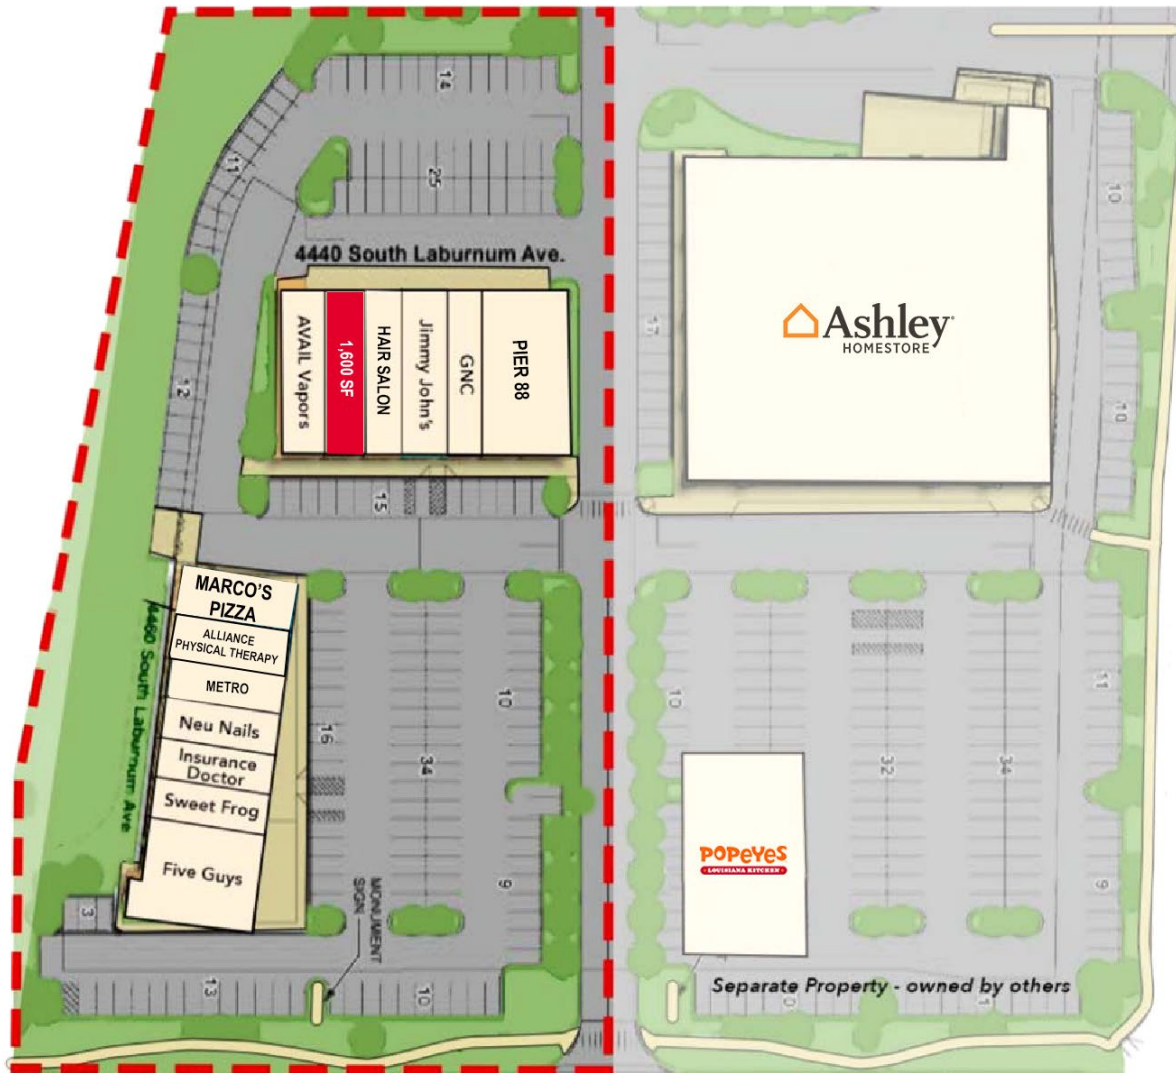 14
11
25
10
4440 South Laburnum Ave.
17
Ashley
HOMESTORE
AVAIL Vapors
1,600 SF
HAIR SALON
Jimmy John's
GNC
PIER 88
12
10
15
MARCO'S
PIZZA
ALLIANCE
PHYSICAL THERAPY
METRO
Neu Nails
Insurance
Doctor
Sweet Frog
Five Guys
4460 South Laburnum Ave
16
34
10
9
10
32
34
11
9
POPEYES
LOUISIANA KITCHEN
3
MONUMENT
SIGN
13
10
Separate Property - owned by others